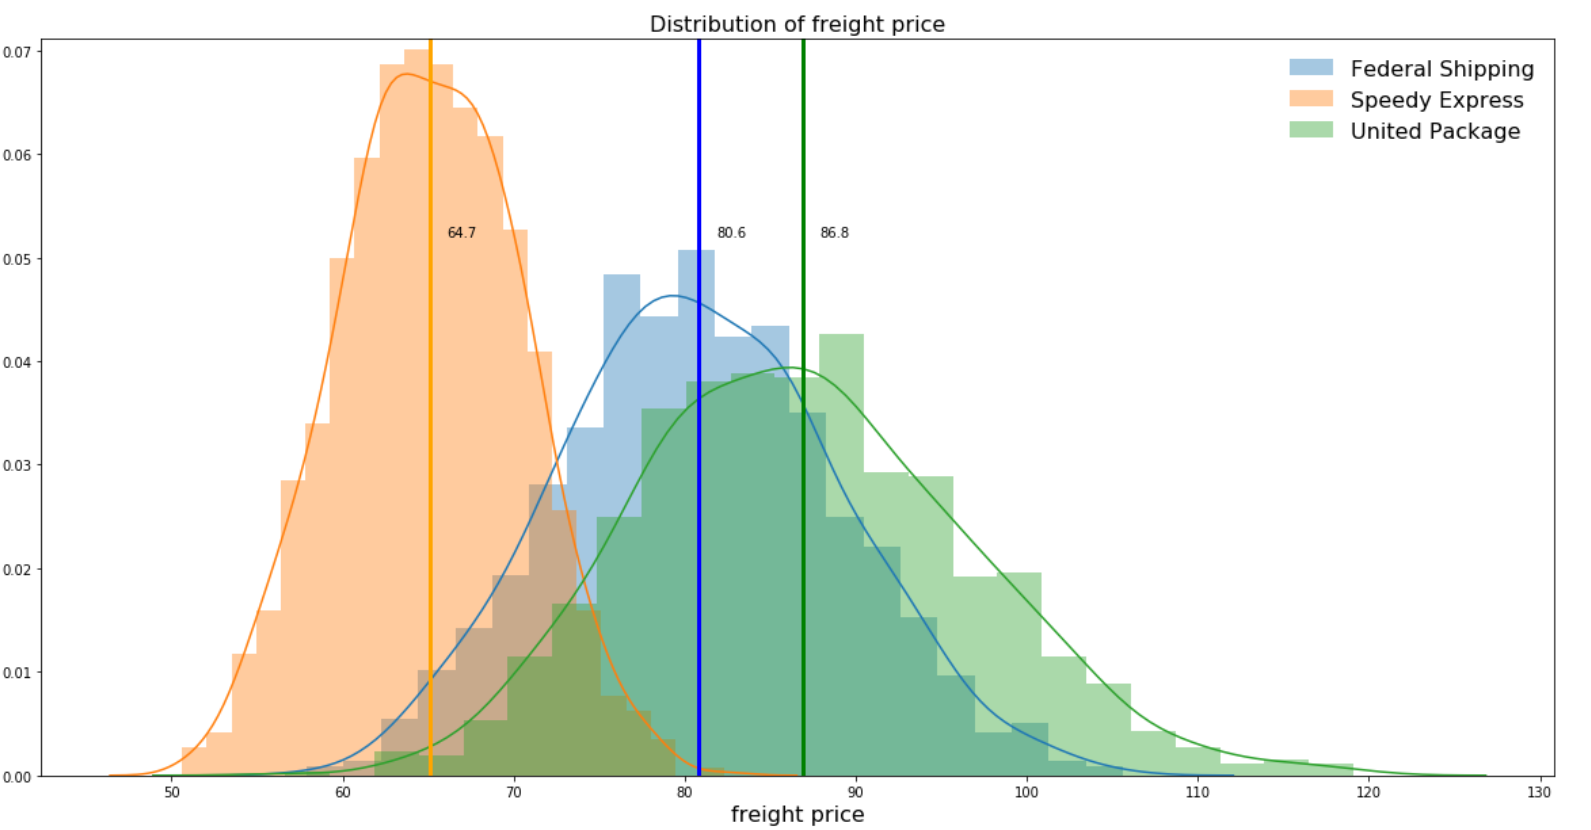 Distribution of freight price
Federal Shipping
Speedy Express
United Package
0.07
0.06
0.05
0.04
0.03
0.02
0.01
0.00
64.7
80.6
86.8
50 60 70 80 90 100 110 120 130
freight price